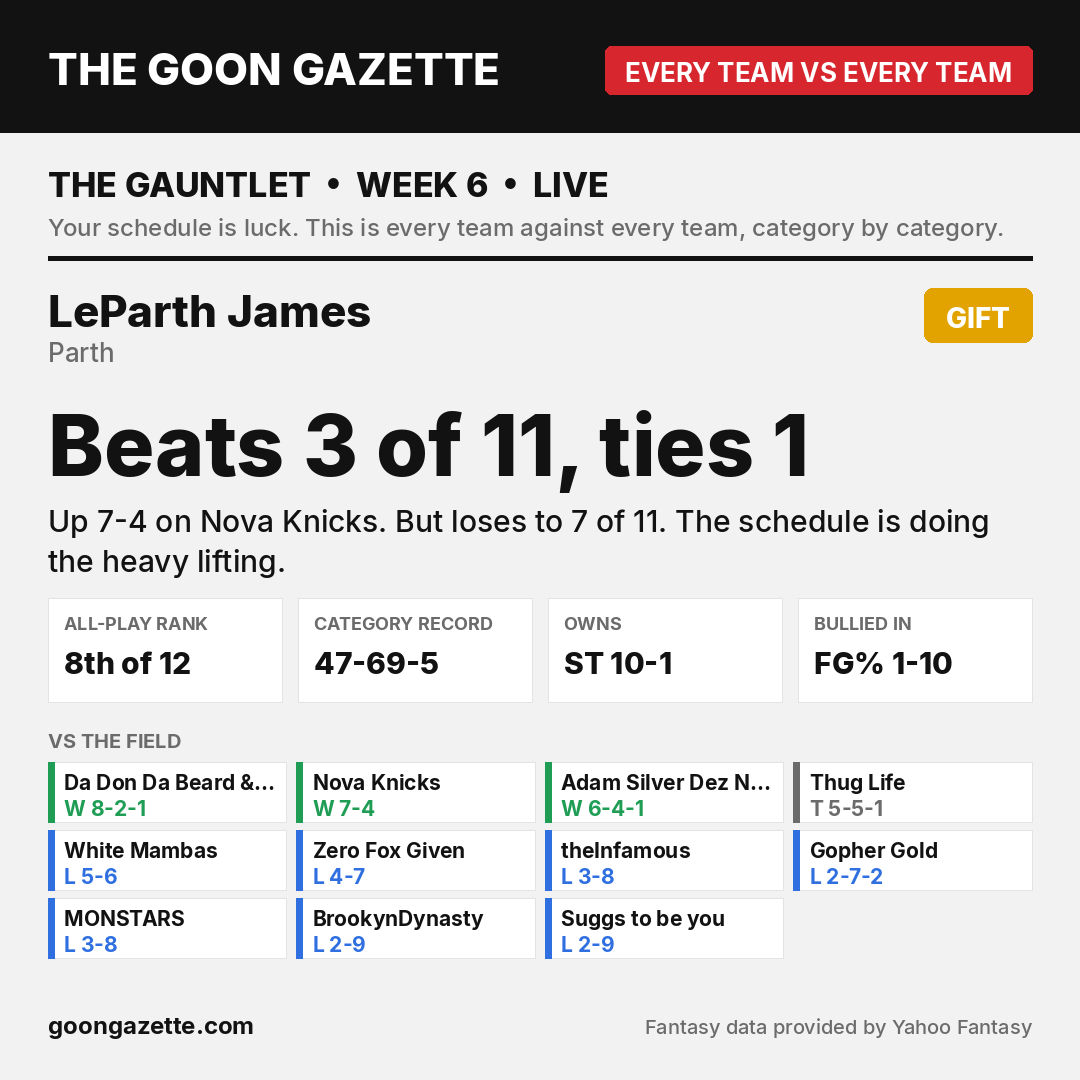 THE GOON GAZETTE
EVERY TEAM VS EVERY TEAM
THE GAUNTLET • WEEK 6 • LIVE
Your schedule is luck. This is every team against every team, category by category.
LeParth James
GIFT
Parth
Beats 3 of 11, ties 1
Up 7-4 on Nova Knicks. But loses to 7 of 11. The schedule is doing
the heavy lifting.
ALL-PLAY RANK
8th of 12
CATEGORY RECORD
47-69-5
OWNS
ST 10-1
BULLIED IN
FG% 1-10
VS THE FIELD
Da Don Da Beard &...
W 8-2-1
Nova Knicks
W 7-4
Adam Silver Dez N...
W 6-4-1
Thug Life
T 5-5-1
White Mambas
L 5-6
Zero Fox Given
L 4-7
theInfamous
L 3-8
Gopher Gold
L 2-7-2
MONSTARS
L 3-8
BrookynDynasty
L 2-9
Suggs to be you
L 2-9
goongazette.com
Fantasy data provided by Yahoo Fantasy